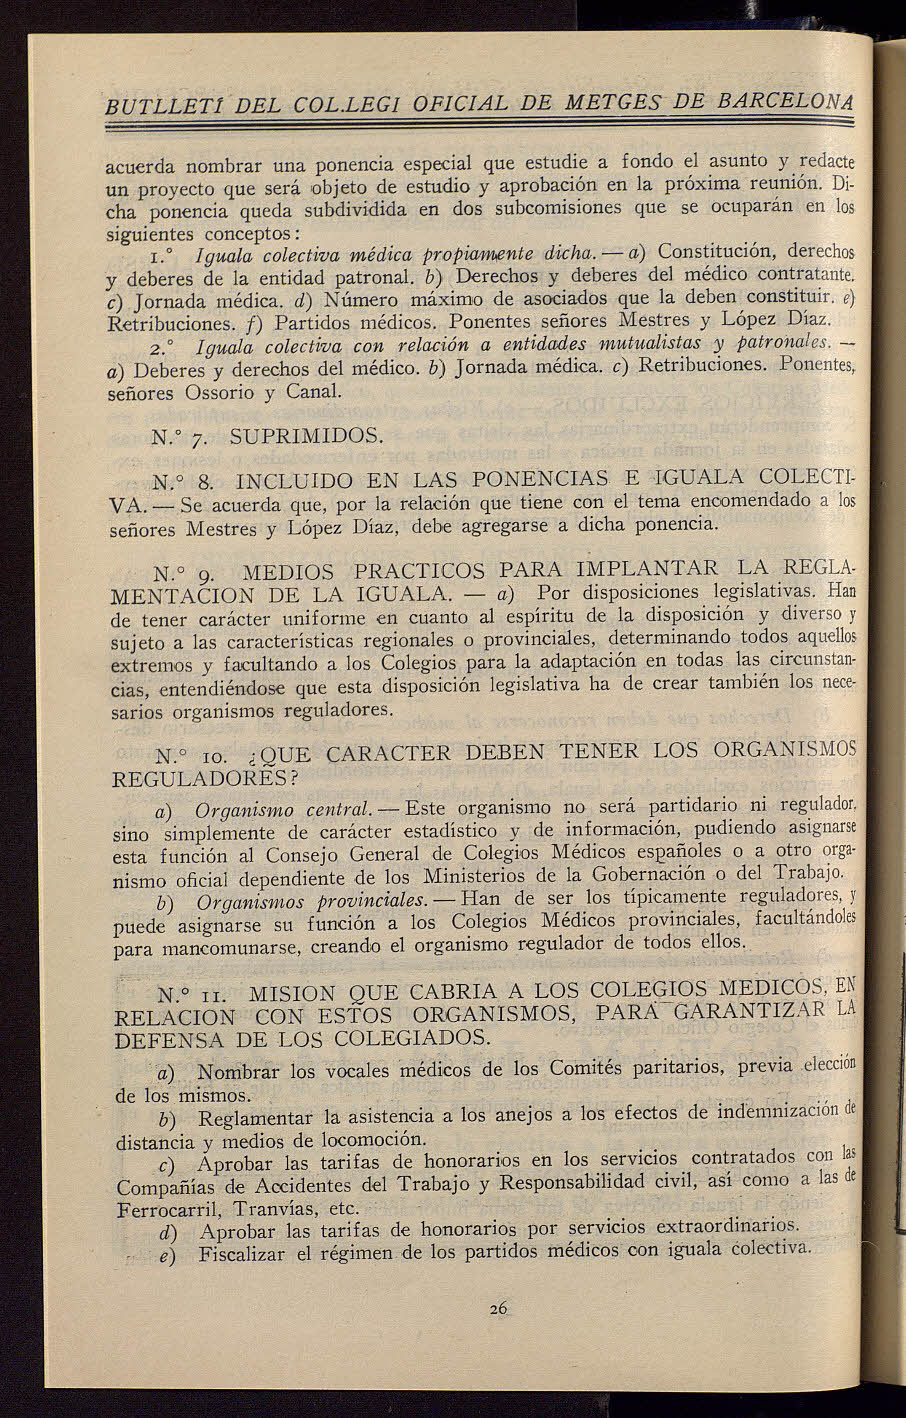 BUTLLETÍ DEL COL.LEGI OFICIAL DE METGES DE BARCELONA
acuerda nombrar una ponencia especial que estudie a fondo el asunto y redacte
un proyecto que será objeto de estudio y aprobación en la próxima reunión. Di-
cha ponencia queda subdividida en dos subcomisiones que se ocuparán en los
siguientes conceptos:
1.° Iguala colectiva médica propiamente dicha. — a) Constitución, derechos
y deberes de la entidad patronal. b) Derechos y deberes del médico contratante.
c) Jornada médica. d) Número máximo de asociados que la deben constituir. e)
Retribuciones. f) Partidos médicos. Ponentes señores Mestres y López Díaz.
2.° Iguala colectiva con relación a entidades mutualistas y patronales. —
a) Deberes y derechos del médico. b) Jornada médica. c) Retribuciones. Ponentes,
señores Ossorio y Canal.
N.° 7. SUPRIMIDOS.
N.° 8. INCLUIDO EN LAS PONENCIAS E IGUALA COLECTI-
VA. — Se acuerda que, por la relación que tiene con el tema encomendado a los
señores Mestres y López Díaz, debe agregarse a dicha ponencia.
N.° 9. MEDIOS PRACTICOS PARA IMPLANTAR LA REGLA-
MENTACION DE LA IGUALA. — a) Por disposiciones legislativas. Han
de tener carácter uniforme en cuanto al espíritu de la disposición y diverso y
sujeto a las características regionales o provinciales, determinando todos aquellos
extremos y facultando a los Colegios para la adaptación en todas las circunstan-
cias, entendiéndose que esta disposición legislativa ha de crear también los nece-
sarios organismos reguladores.
N.° 10. ¿QUE CARACTER DEBEN TENER LOS ORGANISMOS
REGULADORES?
a) Organismo central. — Este organismo no será partidario ni regulador,
sino simplemente de carácter estadístico y de información, pudiendo asignarse
esta función al Consejo General de Colegios Médicos españoles o a otro orga-
nismo oficial dependiente de los Ministerios de la Gobernación o del Trabajo.
b) Organismos provinciales. — Han de ser los típicamente reguladores, y
puede asignarse su función a los Colegios Médicos provinciales, facultándoles
para mancomunarse, creando el organismo regulador de todos ellos.
N.° 11. MISION QUE CABRIA A LOS COLEGIOS MEDICOS, EN
RELACION CON ESTOS ORGANISMOS, PARA GARANTIZAR LA
DEFENSA DE LOS COLEGIADOS.
a) Nombrar los vocales médicos de los Comités paritarios, previa elección
de los mismos.
b) Reglamentar la asistencia a los anejos a los efectos de indemnización de
distancia y medios de locomoción.
c) Aprobar las tarifas de honorarios en los servicios contratados con las
Compañías de Accidentes del Trabajo y Responsabilidad civil, así como a las de
Ferrocarril, Tranvías, etc.
d) Aprobar las tarifas de honorarios por servicios extraordinarios.
e) Fiscalizar el régimen de los partidos médicos con iguala colectiva.
26